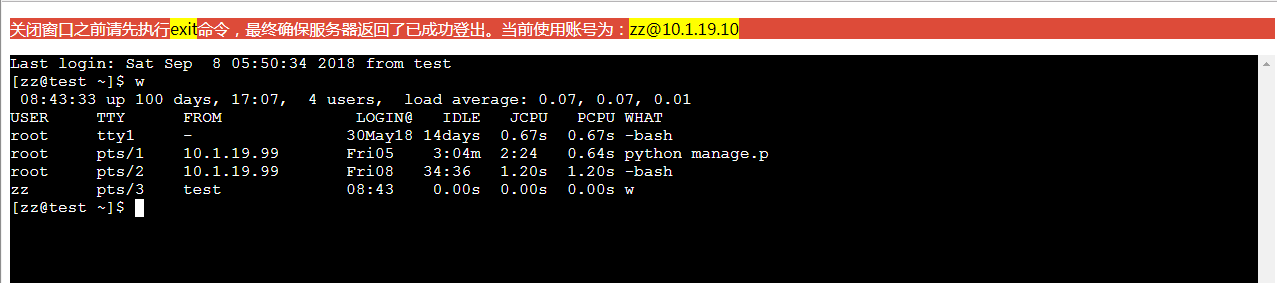 关闭窗口之前请先执行exit命令，最终确保服务器返回了已成功登出。当前使用账号为：zz@10.1.19.10
Last login: Sat Sep  8 05:50:34 2018 from test
[zz@test ~]$ w
 08:43:33 up 100 days, 17:07,  4 users,  load average: 0.07, 0.07, 0.01
USER     TTY      FROM              LOGIN@   IDLE   JCPU   PCPU WHAT
root     tty1     -                30May18 14days  0.67s  0.67s -bash
root     pts/1    10.1.19.99       Fri05    3:04m  2:24   0.64s python manage.p
root     pts/2    10.1.19.99       Fri08   34:36   1.20s  1.20s -bash
zz       pts/3    test             08:43    0.00s  0.00s  0.00s w
[zz@test ~]$